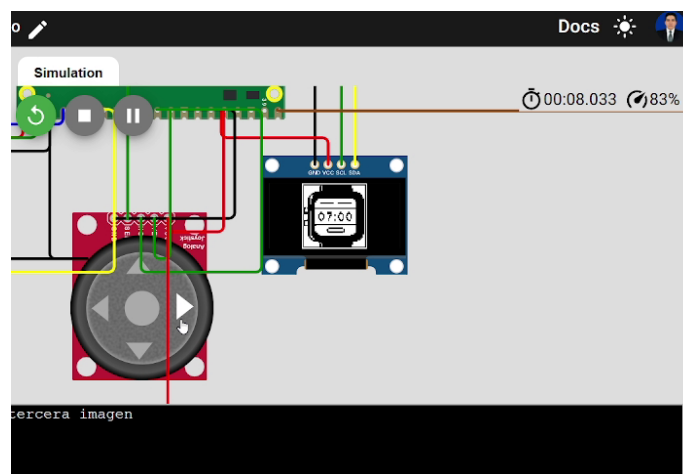 o
Docs
Simulation
00:08.033
83%
GND VCC SCL SDA
07:00
Analog
Joystick
tercera imagen